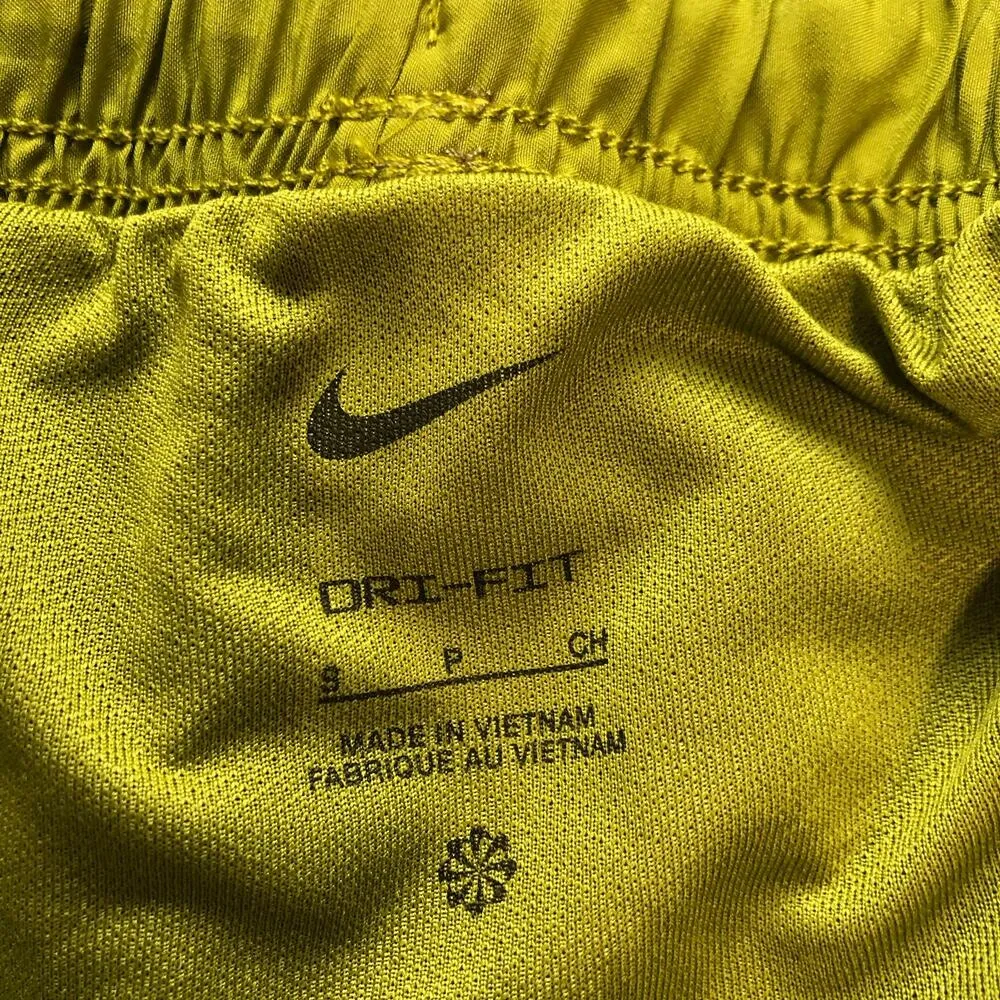 DRI-FIT
S P CH
MADE IN VIETNAM
FABRIQUE AU VIETNAM